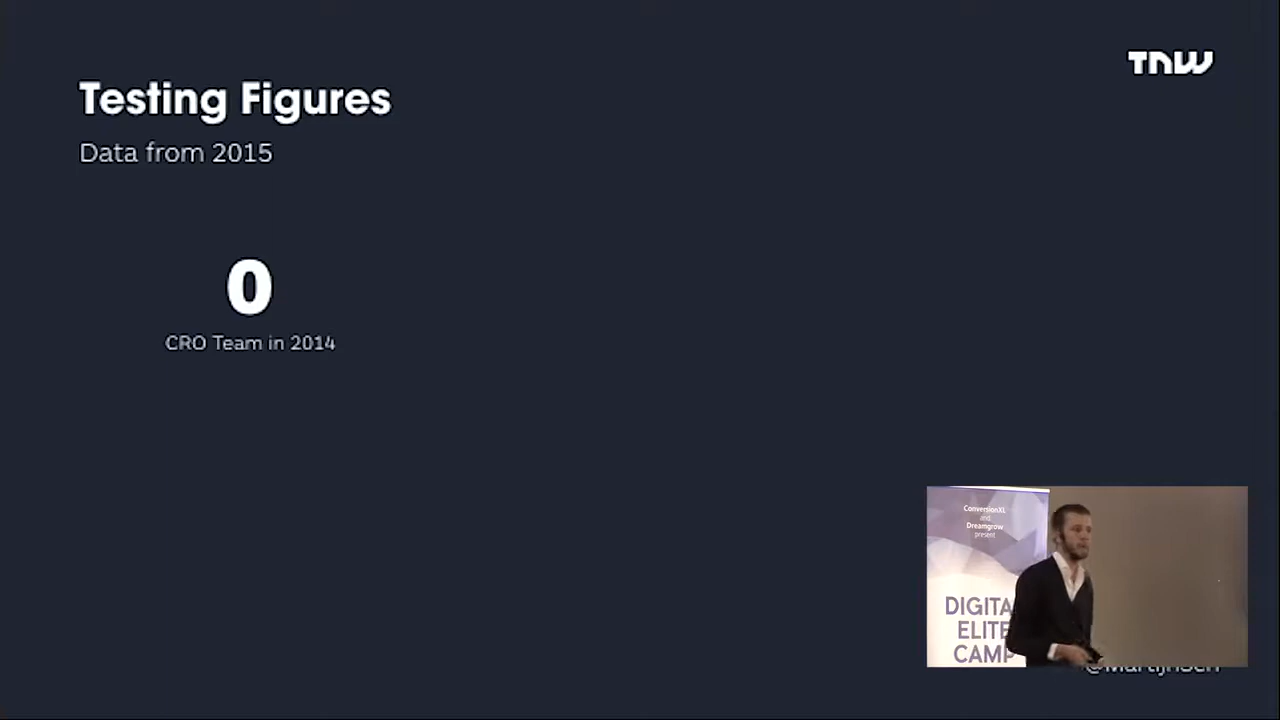 TNW
Testing Figures
Data from 2015
0
CRO Team in 2014
ConversionXL
and
Dreamgrow
present
DIGITA
ELITE
CAMP